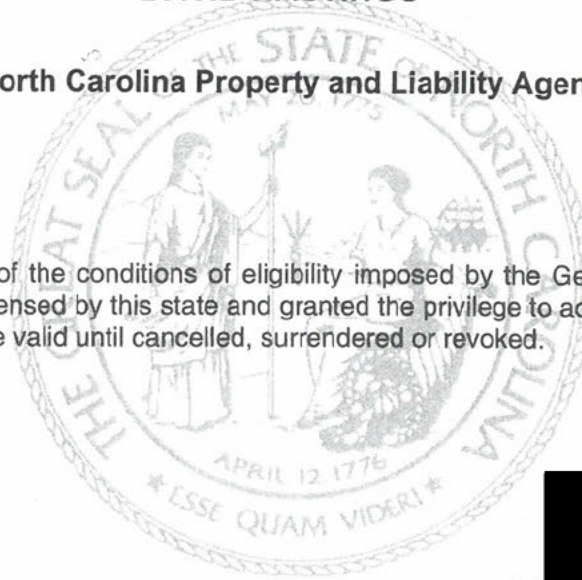 orth Carolina Property and Liability Agen
of the conditions of eligibility imposed by the Ge
ensed by this state and granted the privilege to ac
e valid until cancelled, surrendered or revoked.
THE GREAT SEAL OF THE STATE OF NORTH CAROLINA
MAY 20, 1775
APRIL 12 1776
★ ESSE QUAM VIDERI ★